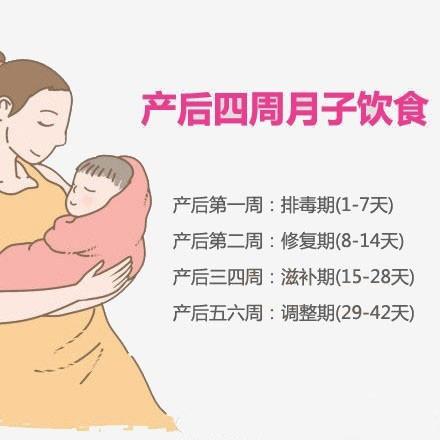 产后四周月子饮食
产后第一周：排毒期(1-7天)
产后第二周：修复期(8-14天)
产后三四周：滋补期(15-28天)
产后五六周：调整期(29-42天)